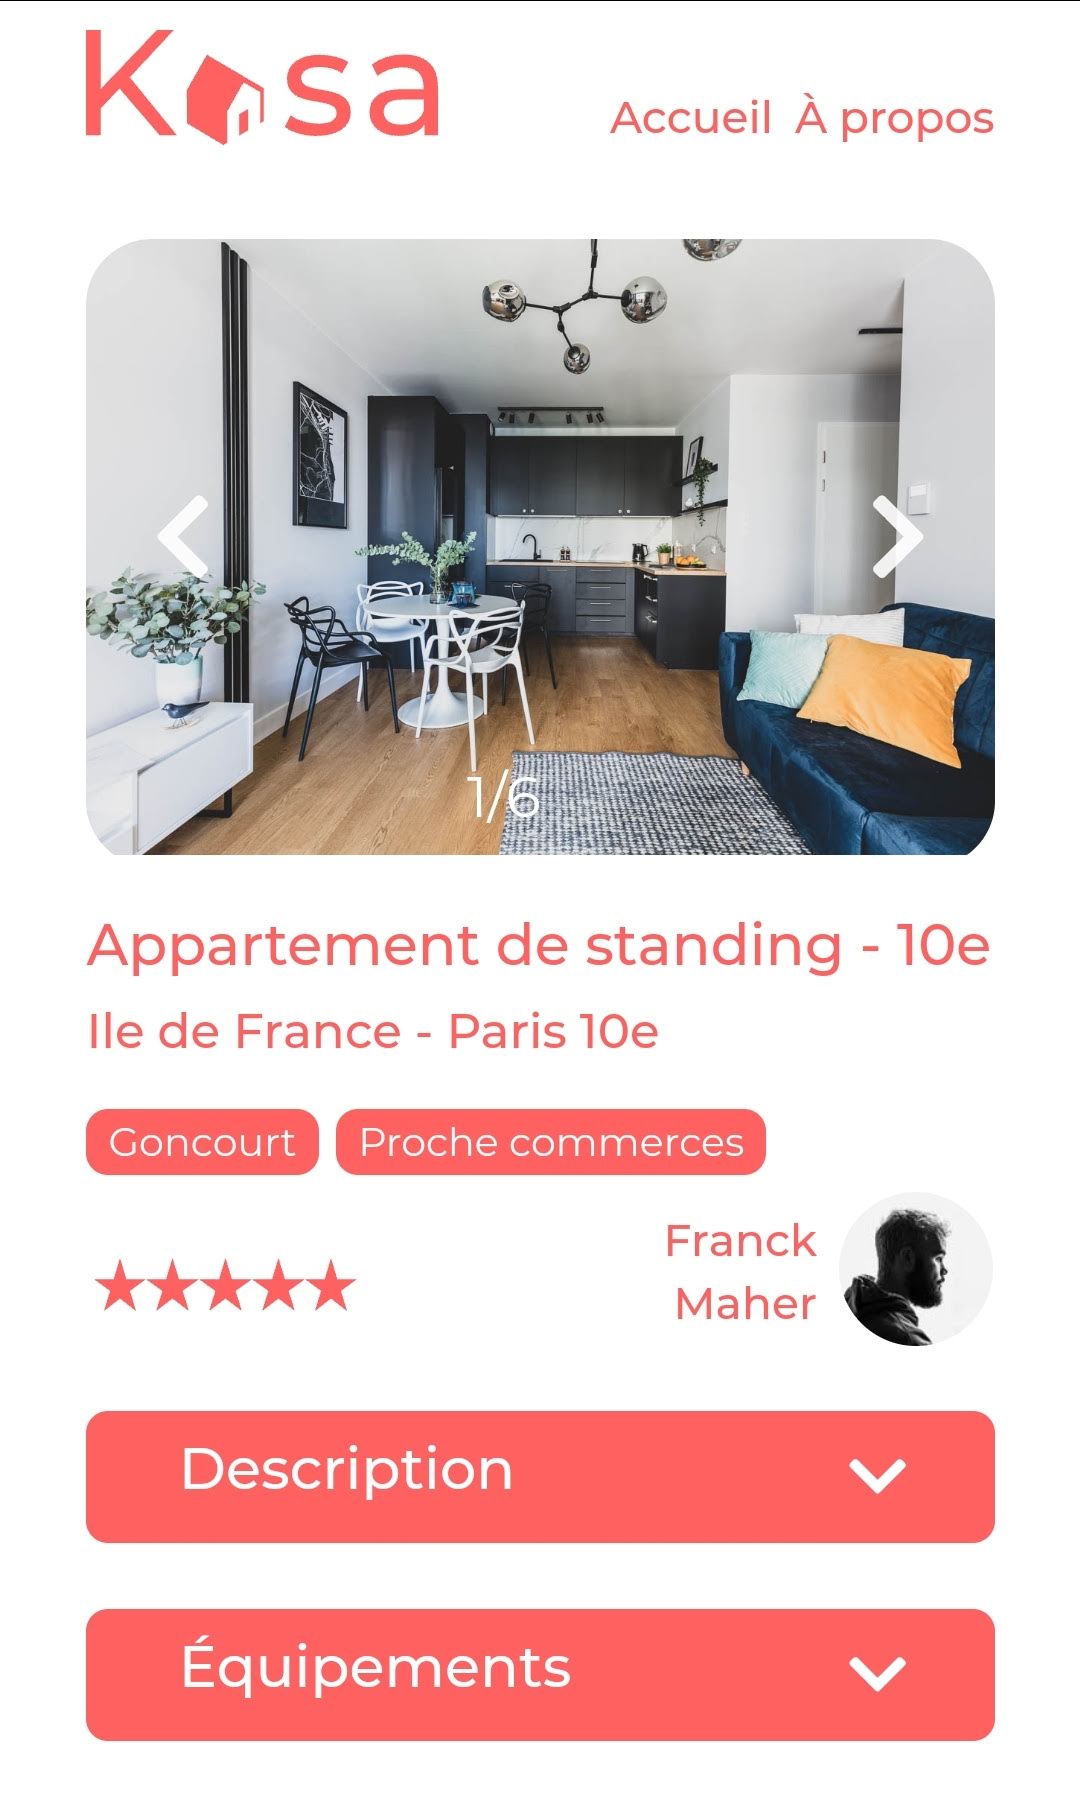 Kasa
Accueil À propos
1/6
Appartement de standing - 10e
Ile de France - Paris 10e
Goncourt Proche commerces
★★★★★
Franck
Maher
Description
Équipements